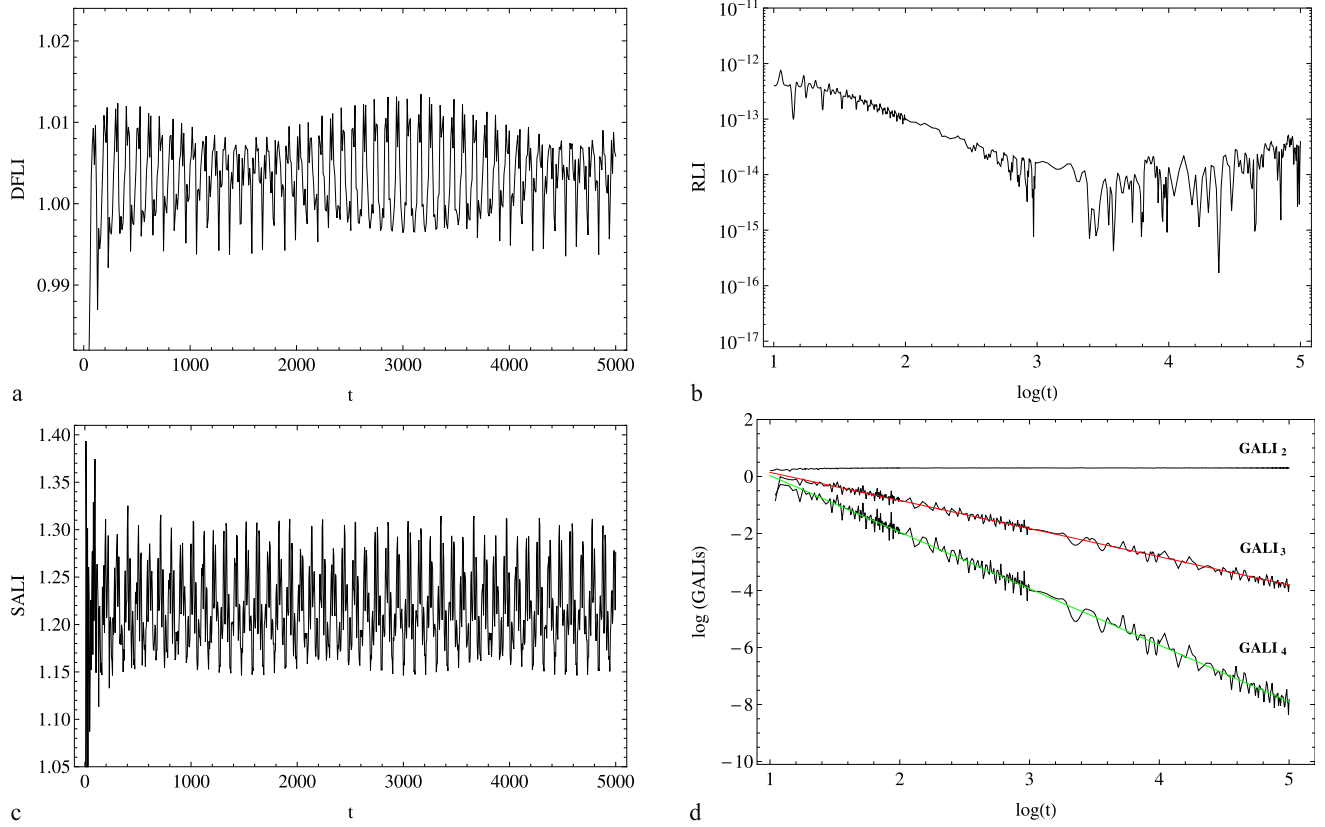 1.02
1.01
1.00
0.99
DFLI
0 1000 2000 3000 4000 5000
t
a
10⁻¹¹
10⁻¹²
10⁻¹³
10⁻¹⁴
10⁻¹⁵
10⁻¹⁶
10⁻¹⁷
RLI
1 2 3 4 5
log(t)
b
1.40
1.35
1.30
1.25
1.20
1.15
1.10
1.05
SALI
0 1000 2000 3000 4000 5000
t
c
2
0
−2
−4
−6
−8
−10
log (GALIs)
GALI ₂
GALI ₃
GALI ₄
1 2 3 4 5
log(t)
d